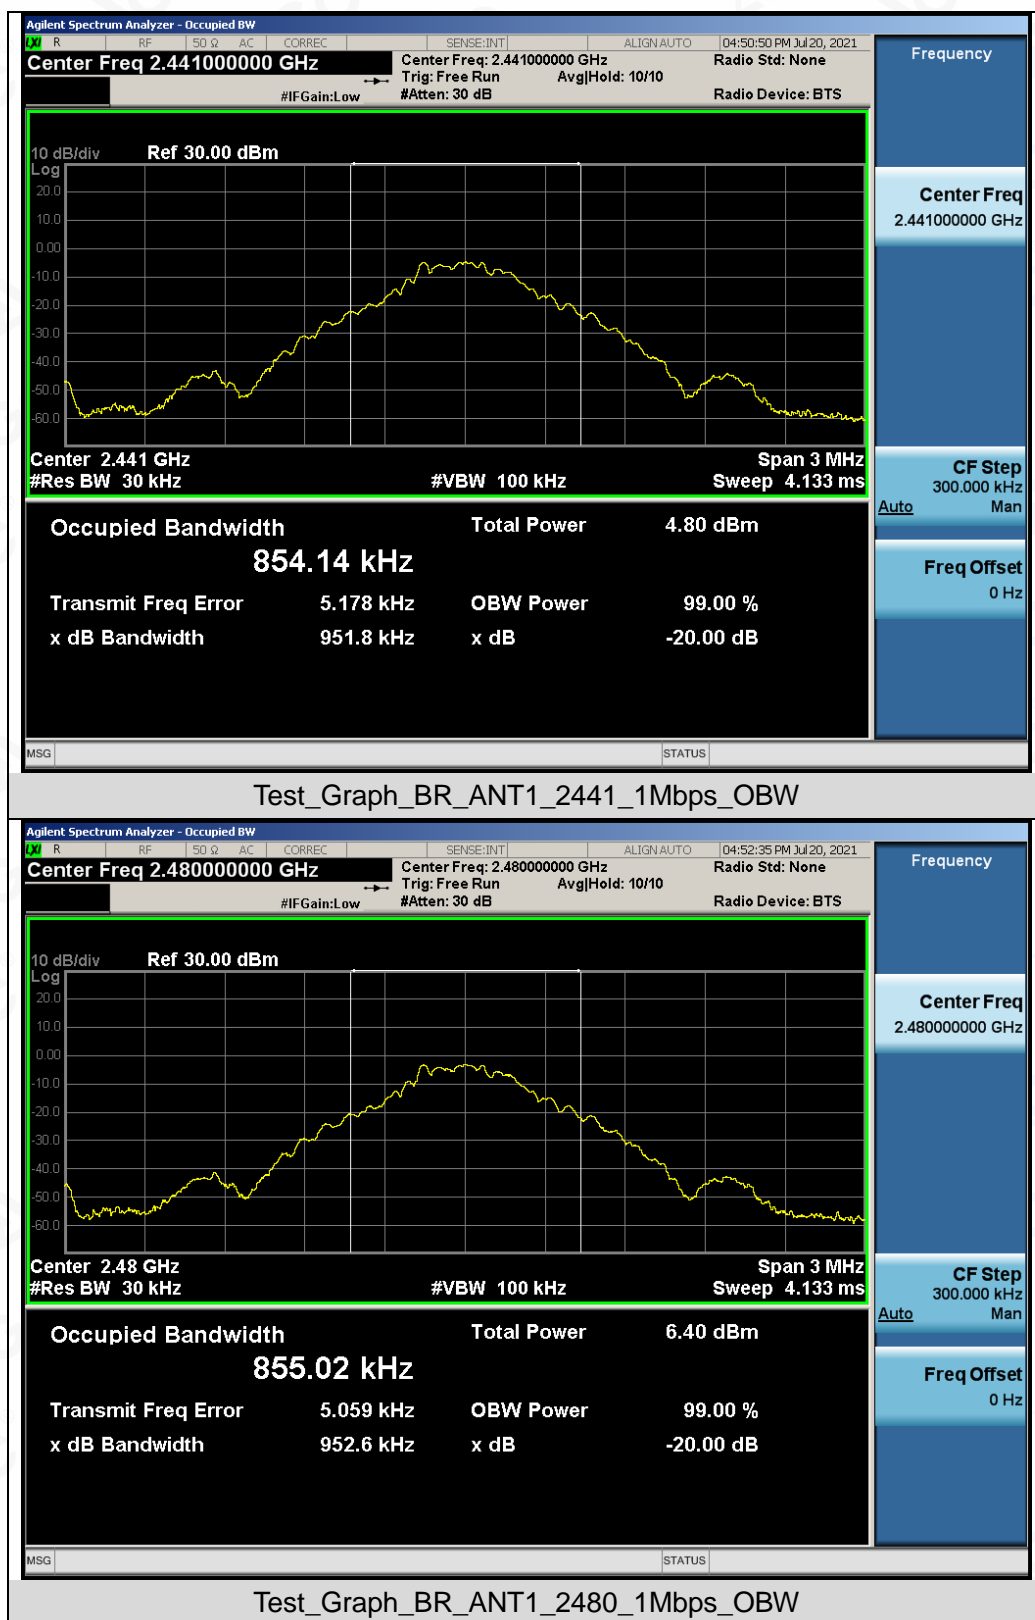 Agilent Spectrum Analyzer - Occupied BW
LXI R RF 50 Ω AC CORREC SENSE:INT ALIGN AUTO 04:50:50 PM Jul 20, 2021
Center Freq 2.441000000 GHz
Center Freq: 2.441000000 GHz
Radio Std: None
Trig: Free Run Avg|Hold: 10/10
#IFGain:Low #Atten: 30 dB
Radio Device: BTS
Frequency
10 dB/div Ref 30.00 dBm
Log
20.0
10.0
0.00
-10.0
-20.0
-30.0
-40.0
-50.0
-60.0
Center 2.441 GHz Span 3 MHz
#Res BW 30 kHz #VBW 100 kHz Sweep 4.133 ms
Center Freq
2.441000000 GHz
CF Step
300.000 kHz
Auto Man
Freq Offset
0 Hz
Occupied Bandwidth Total Power 4.80 dBm
854.14 kHz
Transmit Freq Error 5.178 kHz OBW Power 99.00 %
x dB Bandwidth 951.8 kHz x dB -20.00 dB
MSG STATUS
Test_Graph_BR_ANT1_2441_1Mbps_OBW
Agilent Spectrum Analyzer - Occupied BW
LXI R RF 50 Ω AC CORREC SENSE:INT ALIGN AUTO 04:52:35 PM Jul 20, 2021
Center Freq 2.480000000 GHz
Center Freq: 2.480000000 GHz
Radio Std: None
Trig: Free Run Avg|Hold: 10/10
#IFGain:Low #Atten: 30 dB
Radio Device: BTS
Frequency
10 dB/div Ref 30.00 dBm
Log
20.0
10.0
0.00
-10.0
-20.0
-30.0
-40.0
-50.0
-60.0
Center 2.48 GHz Span 3 MHz
#Res BW 30 kHz #VBW 100 kHz Sweep 4.133 ms
Center Freq
2.480000000 GHz
CF Step
300.000 kHz
Auto Man
Freq Offset
0 Hz
Occupied Bandwidth Total Power 6.40 dBm
855.02 kHz
Transmit Freq Error 5.059 kHz OBW Power 99.00 %
x dB Bandwidth 952.6 kHz x dB -20.00 dB
MSG STATUS
Test_Graph_BR_ANT1_2480_1Mbps_OBW